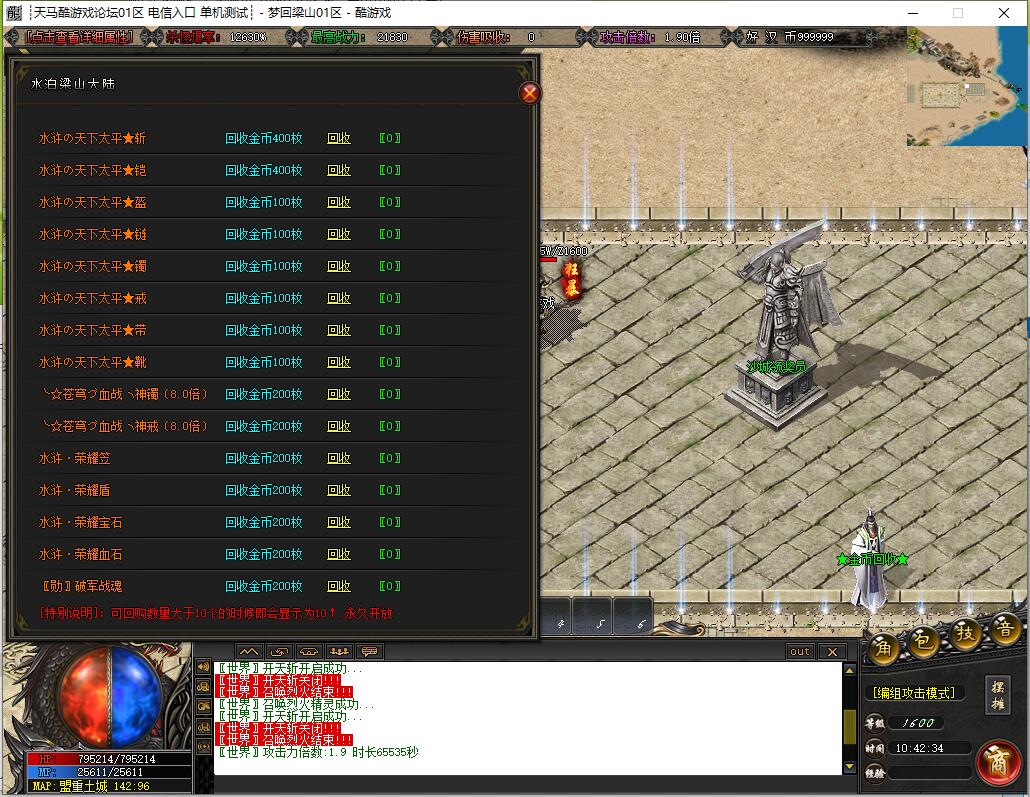 天马酷游戏论坛01区 电信入口 单机测试 - 梦回梁山01区 - 酷游戏
[点击查看详细属性] 杀怪爆率: 12630% 最高战力: 21830 伤害吸收: 0 攻击倍数: 1.90倍 好 汉 币999999
水泊梁山大陆
水浒の天下太平★斩 回收金币400枚 回收 〖0〗
水浒の天下太平★铠 回收金币400枚 回收 〖0〗
水浒の天下太平★盔 回收金币100枚 回收 〖0〗
水浒の天下太平★链 回收金币100枚 回收 〖0〗
水浒の天下太平★镯 回收金币100枚 回收 〖0〗
水浒の天下太平★戒 回收金币100枚 回收 〖0〗
水浒の天下太平★带 回收金币100枚 回收 〖0〗
水浒の天下太平★靴 回收金币100枚 回收 〖0〗
丶☆苍穹ク血战ヽ神镯（8.0倍） 回收金币200枚 回收 〖0〗
丶☆苍穹ク血战ヽ神戒（8.0倍） 回收金币200枚 回收 〖0〗
水浒·荣耀笠 回收金币200枚 回收 〖0〗
水浒·荣耀盾 回收金币200枚 回收 〖0〗
水浒·荣耀宝石 回收金币200枚 回收 〖0〗
水浒·荣耀血石 回收金币200枚 回收 〖0〗
〖勋〗破军战魂 回收金币200枚 回收 〖0〗
[特别说明]：可回购数量大于10个的时候即会显示为10↑.永久开放
5W/Z1600
狂暴
戏
沙城领奖员
★金币回收★
4 5 6
角 包 技 音
out X
〖世界〗开天斩开启成功...
〖世界〗开天斩关闭!!!
〖世界〗召唤烈火结束!!!
〖世界〗召唤烈火精灵成功...
〖世界〗开天斩开启成功...
〖世界〗开天斩关闭!!!
〖世界〗召唤烈火结束!!!
〖世界〗攻击力倍数:1.9 时长65535秒
HP: 795214/795214
MP: 25611/25611
MAP: 盟重土城 142:96
[编组攻击模式]
摆摊
等级 1600
时间 10:42:34
经验
商